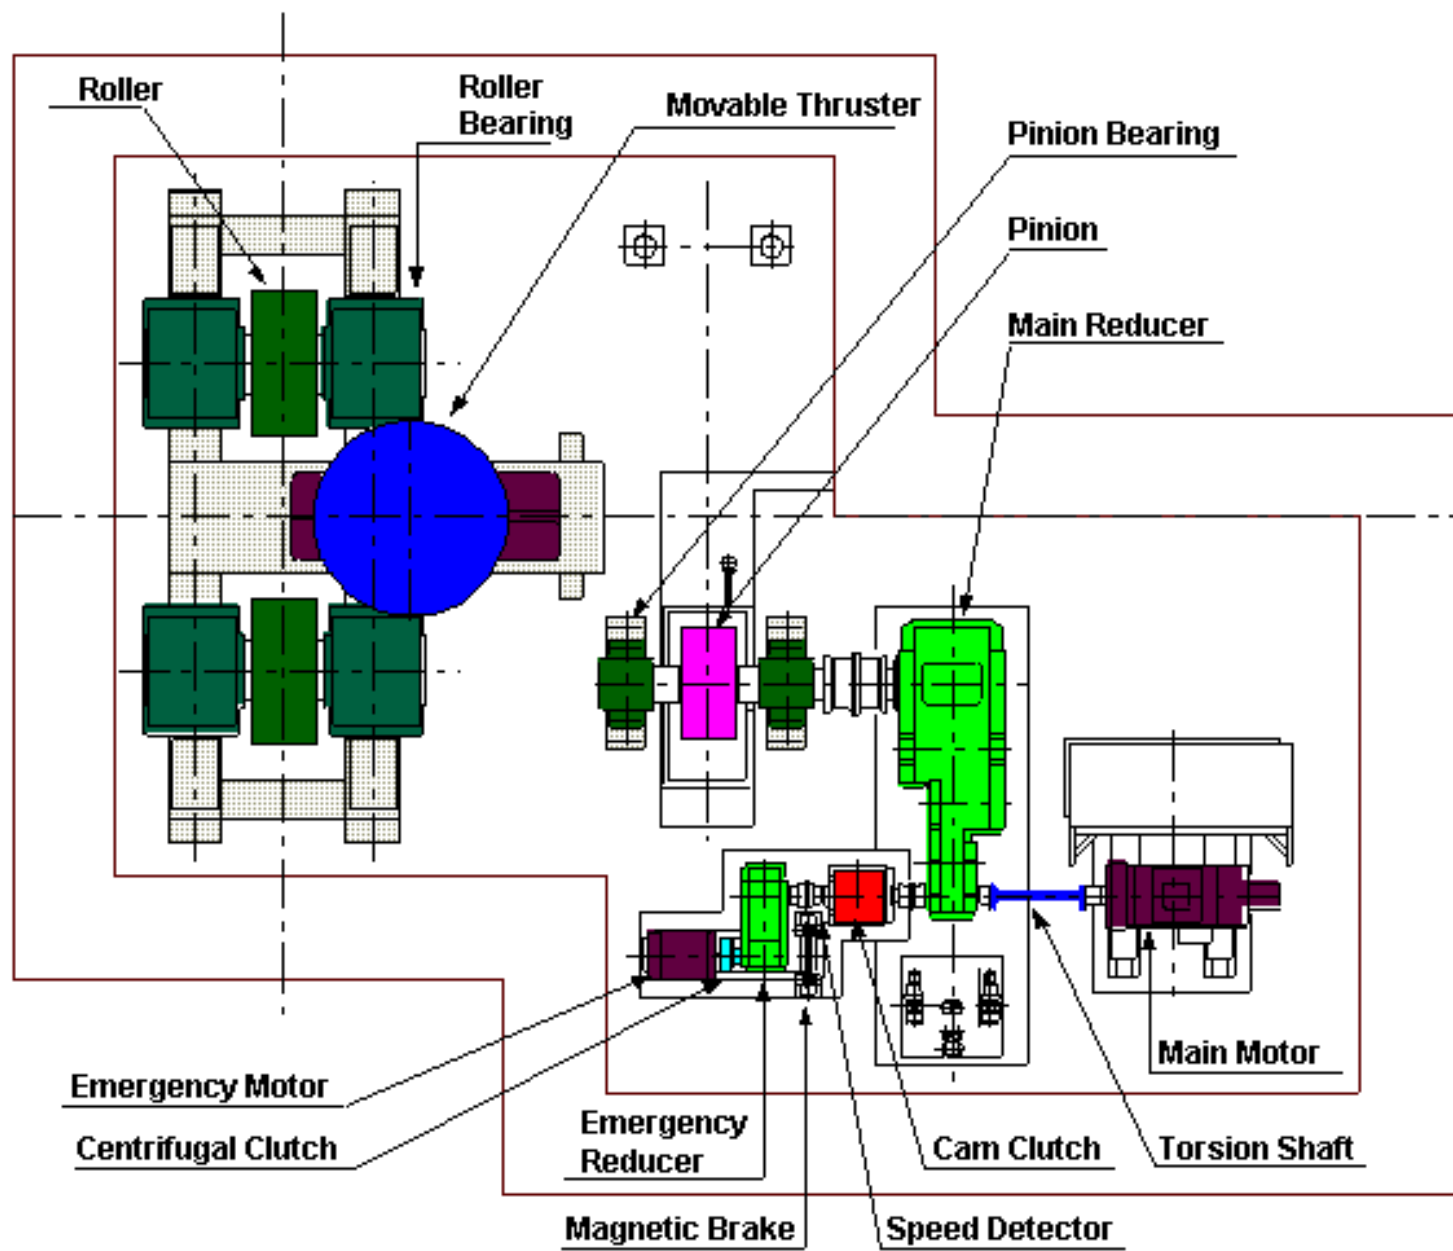 Roller
Roller
Bearing
Movable Thruster
Pinion Bearing
Pinion
Main Reducer
Main Motor
Emergency Motor
Emergency
Reducer
Centrifugal Clutch
Cam Clutch
Torsion Shaft
Magnetic Brake
Speed Detector